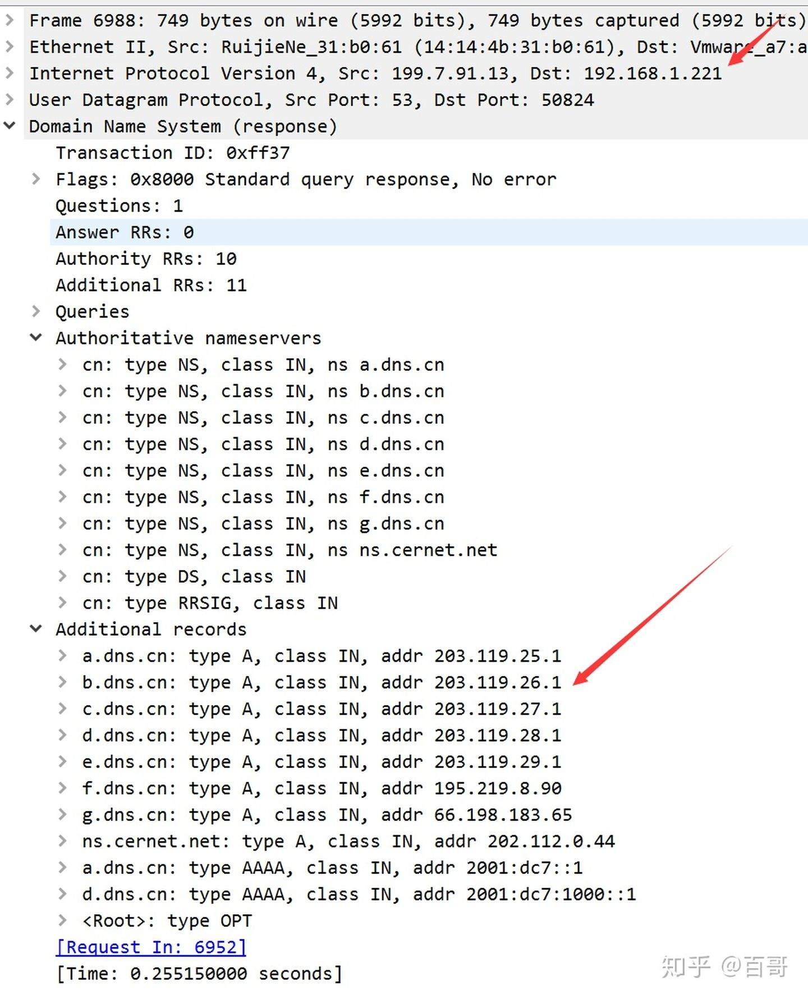 Frame 6988: 749 bytes on wire (5992 bits), 749 bytes captured (5992 bits)
Ethernet II, Src: RuijieNe_31:b0:61 (14:14:4b:31:b0:61), Dst: Vmware_a7:a
Internet Protocol Version 4, Src: 199.7.91.13, Dst: 192.168.1.221
User Datagram Protocol, Src Port: 53, Dst Port: 50824
Domain Name System (response)
Transaction ID: 0xff37
Flags: 0x8000 Standard query response, No error
Questions: 1
Answer RRs: 0
Authority RRs: 10
Additional RRs: 11
Queries
Authoritative nameservers
cn: type NS, class IN, ns a.dns.cn
cn: type NS, class IN, ns b.dns.cn
cn: type NS, class IN, ns c.dns.cn
cn: type NS, class IN, ns d.dns.cn
cn: type NS, class IN, ns e.dns.cn
cn: type NS, class IN, ns f.dns.cn
cn: type NS, class IN, ns g.dns.cn
cn: type NS, class IN, ns ns.cernet.net
cn: type DS, class IN
cn: type RRSIG, class IN
Additional records
a.dns.cn: type A, class IN, addr 203.119.25.1
b.dns.cn: type A, class IN, addr 203.119.26.1
c.dns.cn: type A, class IN, addr 203.119.27.1
d.dns.cn: type A, class IN, addr 203.119.28.1
e.dns.cn: type A, class IN, addr 203.119.29.1
f.dns.cn: type A, class IN, addr 195.219.8.90
g.dns.cn: type A, class IN, addr 66.198.183.65
ns.cernet.net: type A, class IN, addr 202.112.0.44
a.dns.cn: type AAAA, class IN, addr 2001:dc7::1
d.dns.cn: type AAAA, class IN, addr 2001:dc7:1000::1
<Root>: type OPT
[Request In: 6952]
[Time: 0.255150000 seconds]
知乎 @百哥